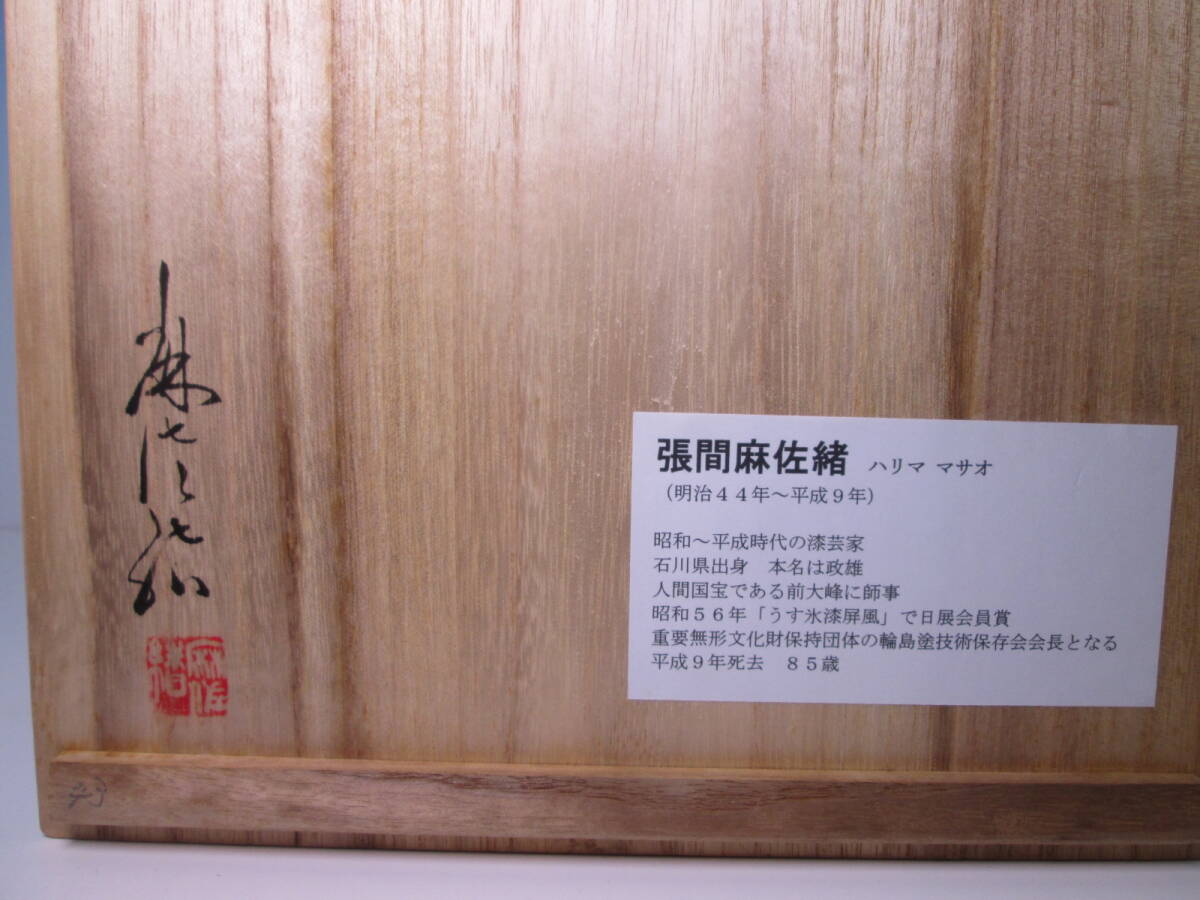 麻佐緒
麻佐緒
張間麻佐緒 ハリマ マサオ
（明治４４年～平成９年）
昭和～平成時代の漆芸家
石川県出身　本名は政雄
人間国宝である前大峰に師事
昭和５６年「うす氷漆屏風」で日展会員賞
重要無形文化財保持団体の輪島塗技術保存会会長となる
平成９年死去　８５歳